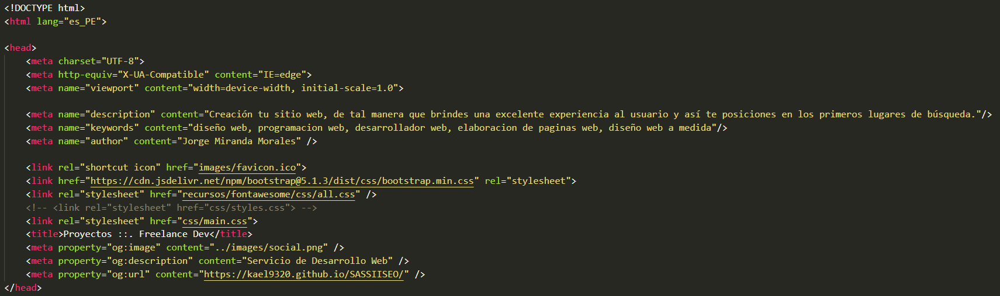 <!DOCTYPE html>
<html lang="es_PE">
<head>
<meta charset="UTF-8">
<meta http-equiv="X-UA-Compatible" content="IE=edge">
<meta name="viewport" content="width=device-width, initial-scale=1.0">
<meta name="description" content="Creación tu sitio web, de tal manera que brindes una excelente experiencia al usuario y así te posiciones en los primeros lugares de búsqueda."/>
<meta name="keywords" content="diseño web, programacion web, desarrollador web, elaboracion de paginas web, diseño web a medida"/>
<meta name="author" content="Jorge Miranda Morales" />
<link rel="shortcut icon" href="images/favicon.ico">
<link href="https://cdn.jsdelivr.net/npm/bootstrap@5.1.3/dist/css/bootstrap.min.css" rel="stylesheet">
<link rel="stylesheet" href="recursos/fontawesome/css/all.css" />
<!-- <link rel="stylesheet" href="css/styles.css"> -->
<link rel="stylesheet" href="css/main.css">
<title>Proyectos ::. Freelance Dev</title>
<meta property="og:image" content="../images/social.png" />
<meta property="og:description" content="Servicio de Desarrollo Web" />
<meta property="og:url" content="https://kael9320.github.io/SASSIISEO/" />
</head>